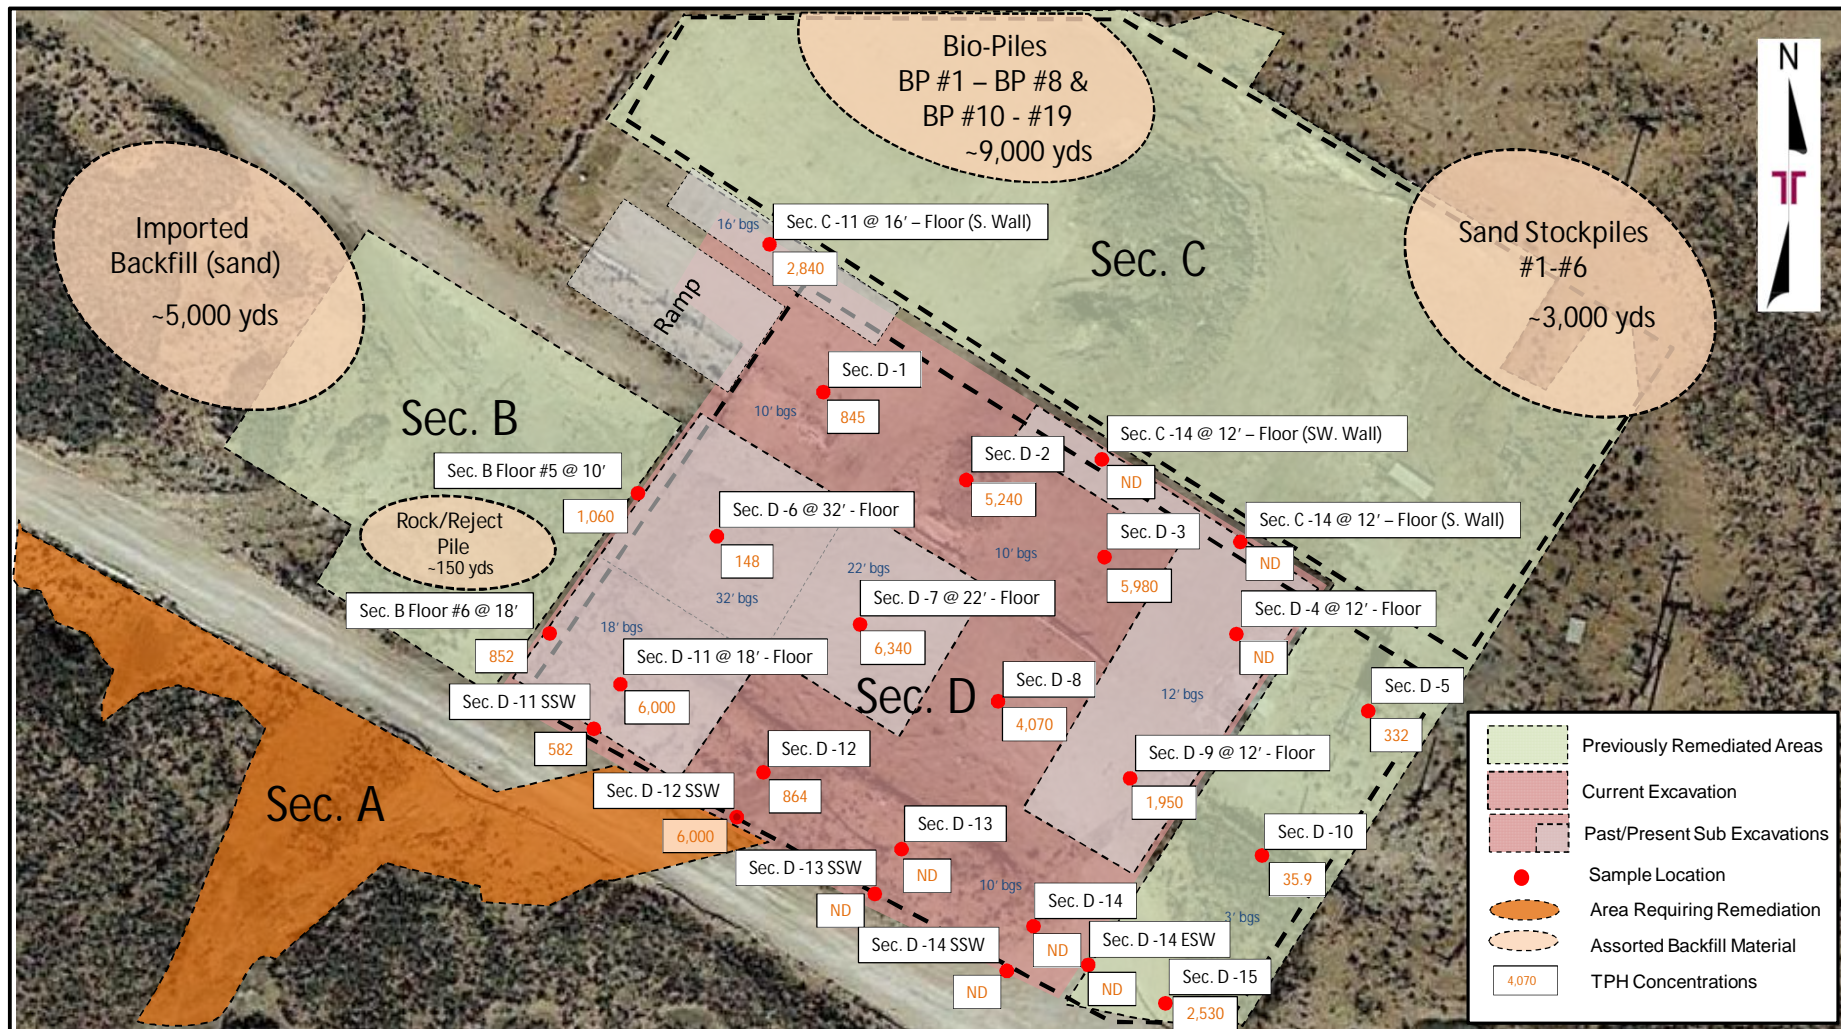 Bio-Piles
BP #1 – BP #8 &
BP #10 - #19
~9,000 yds
N
Imported
Backfill (sand)
~5,000 yds
Sand Stockpiles
#1-#6
~3,000 yds
16' bgs
Sec. C -11 @ 16' – Floor (S. Wall)
2,840
Sec. C
Ramp
Sec. D -1
845
10' bgs
Sec. B
Sec. B Floor #5 @ 10'
1,060
Sec. D -2
5,240
Sec. C -14 @ 12' – Floor (SW. Wall)
ND
Rock/Reject
Pile
~150 yds
Sec. D -6 @ 32' - Floor
148
Sec. C -14 @ 12' – Floor (S. Wall)
ND
Sec. D -3
5,980
10' bgs
22' bgs
32' bgs
Sec. B Floor #6 @ 18'
852
18' bgs
Sec. D -7 @ 22' - Floor
6,340
Sec. D -4 @ 12' - Floor
ND
Sec. D -11 @ 18' - Floor
6,000
Sec. D
Sec. D -8
4,070
12' bgs
Sec. D -5
332
Sec. D -11 SSW
582
Sec. D -12
864
Sec. D -9 @ 12' - Floor
1,950
Sec. A
Sec. D -12 SSW
6,000
Sec. D -13
ND
Sec. D -10
35.9
Sec. D -13 SSW
ND
10' bgs
Sec. D -14
ND
3' bgs
Sec. D -14 SSW
ND
Sec. D -14 ESW
ND
Sec. D -15
2,530
Previously Remediated Areas
Current Excavation
Past/Present Sub Excavations
Sample Location
Area Requiring Remediation
Assorted Backfill Material
4,070
TPH Concentrations